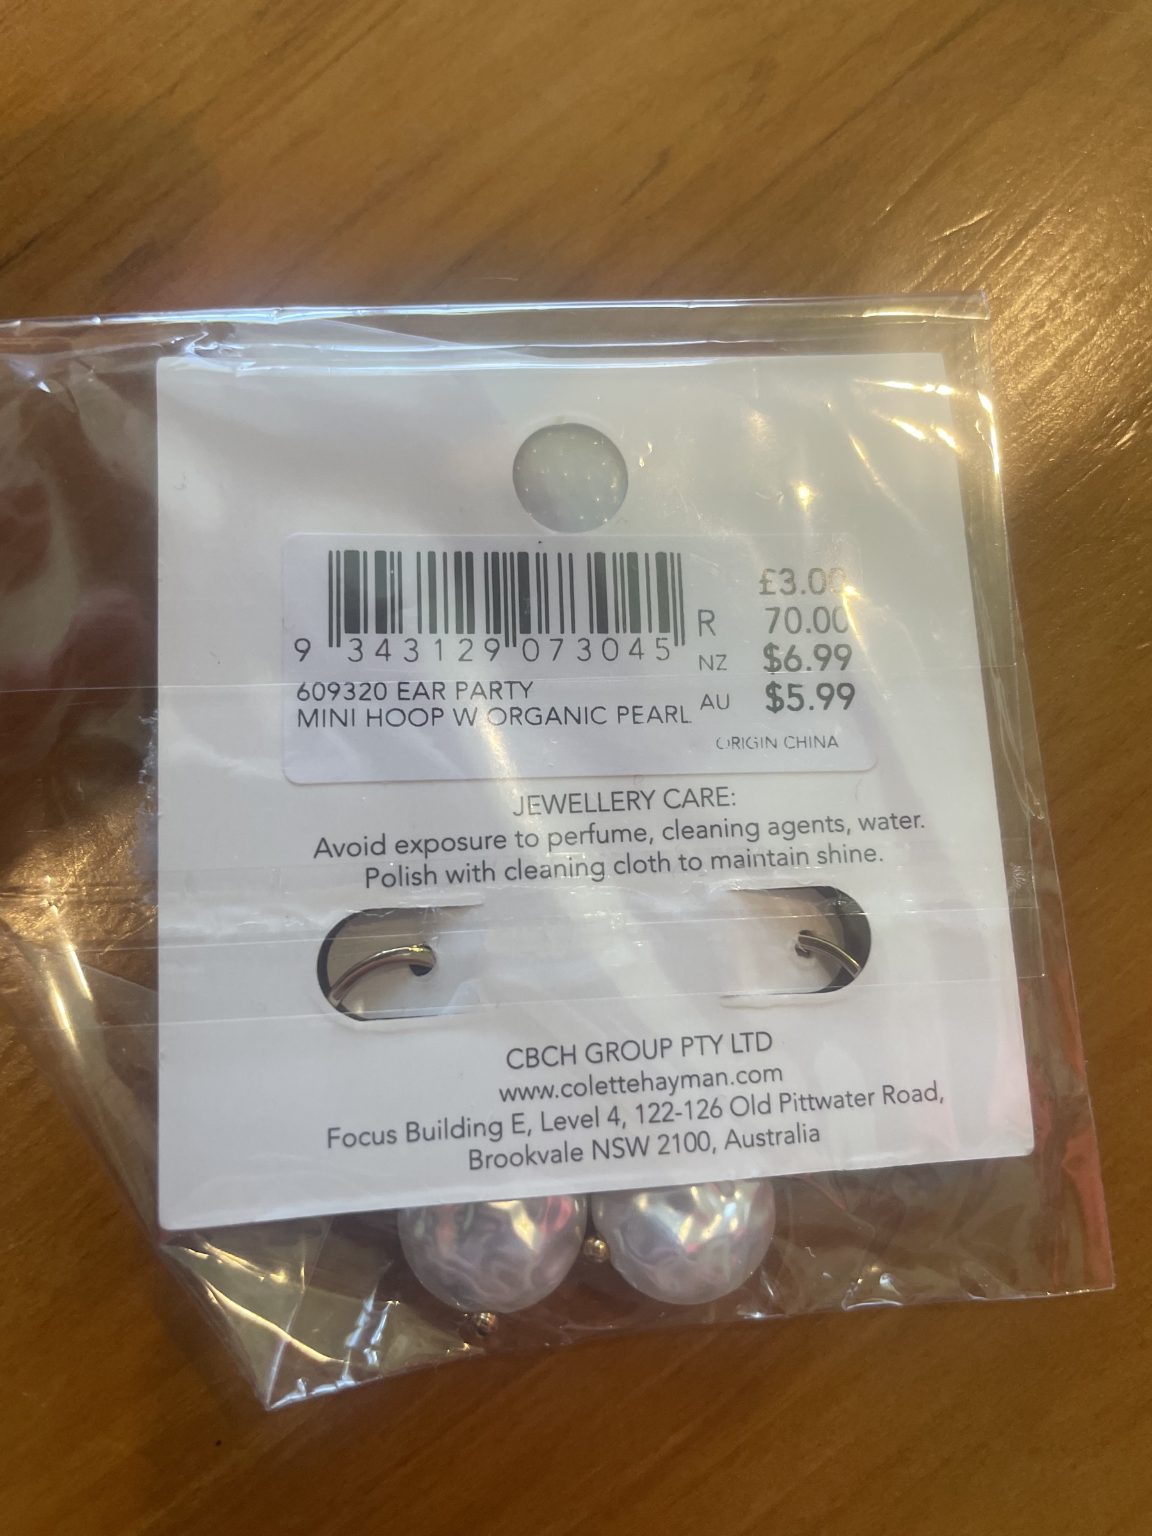 £3.00
R 70.00
9 343129 073045
NZ $6.99
609320 EAR PARTY
AU $5.99
MINI HOOP W ORGANIC PEARL
ORIGIN CHINA
JEWELLERY CARE:
Avoid exposure to perfume, cleaning agents, water.
Polish with cleaning cloth to maintain shine.
CBCH GROUP PTY LTD
www.colettehayman.com
Focus Building E, Level 4, 122-126 Old Pittwater Road,
Brookvale NSW 2100, Australia